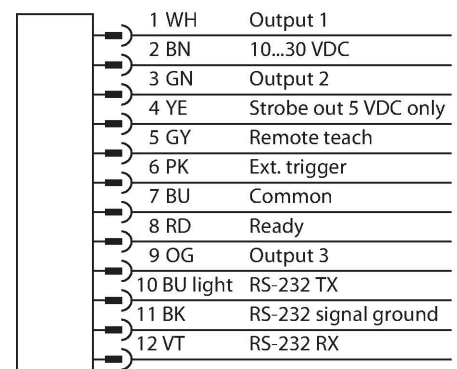 1 WH Output 1
2 BN 10...30 VDC
3 GN Output 2
4 YE Strobe out 5 VDC only
5 GY Remote teach
6 PK Ext. trigger
7 BU Common
8 RD Ready
9 OG Output 3
10 BU light RS-232 TX
11 BK RS-232 signal ground
12 VT RS-232 RX